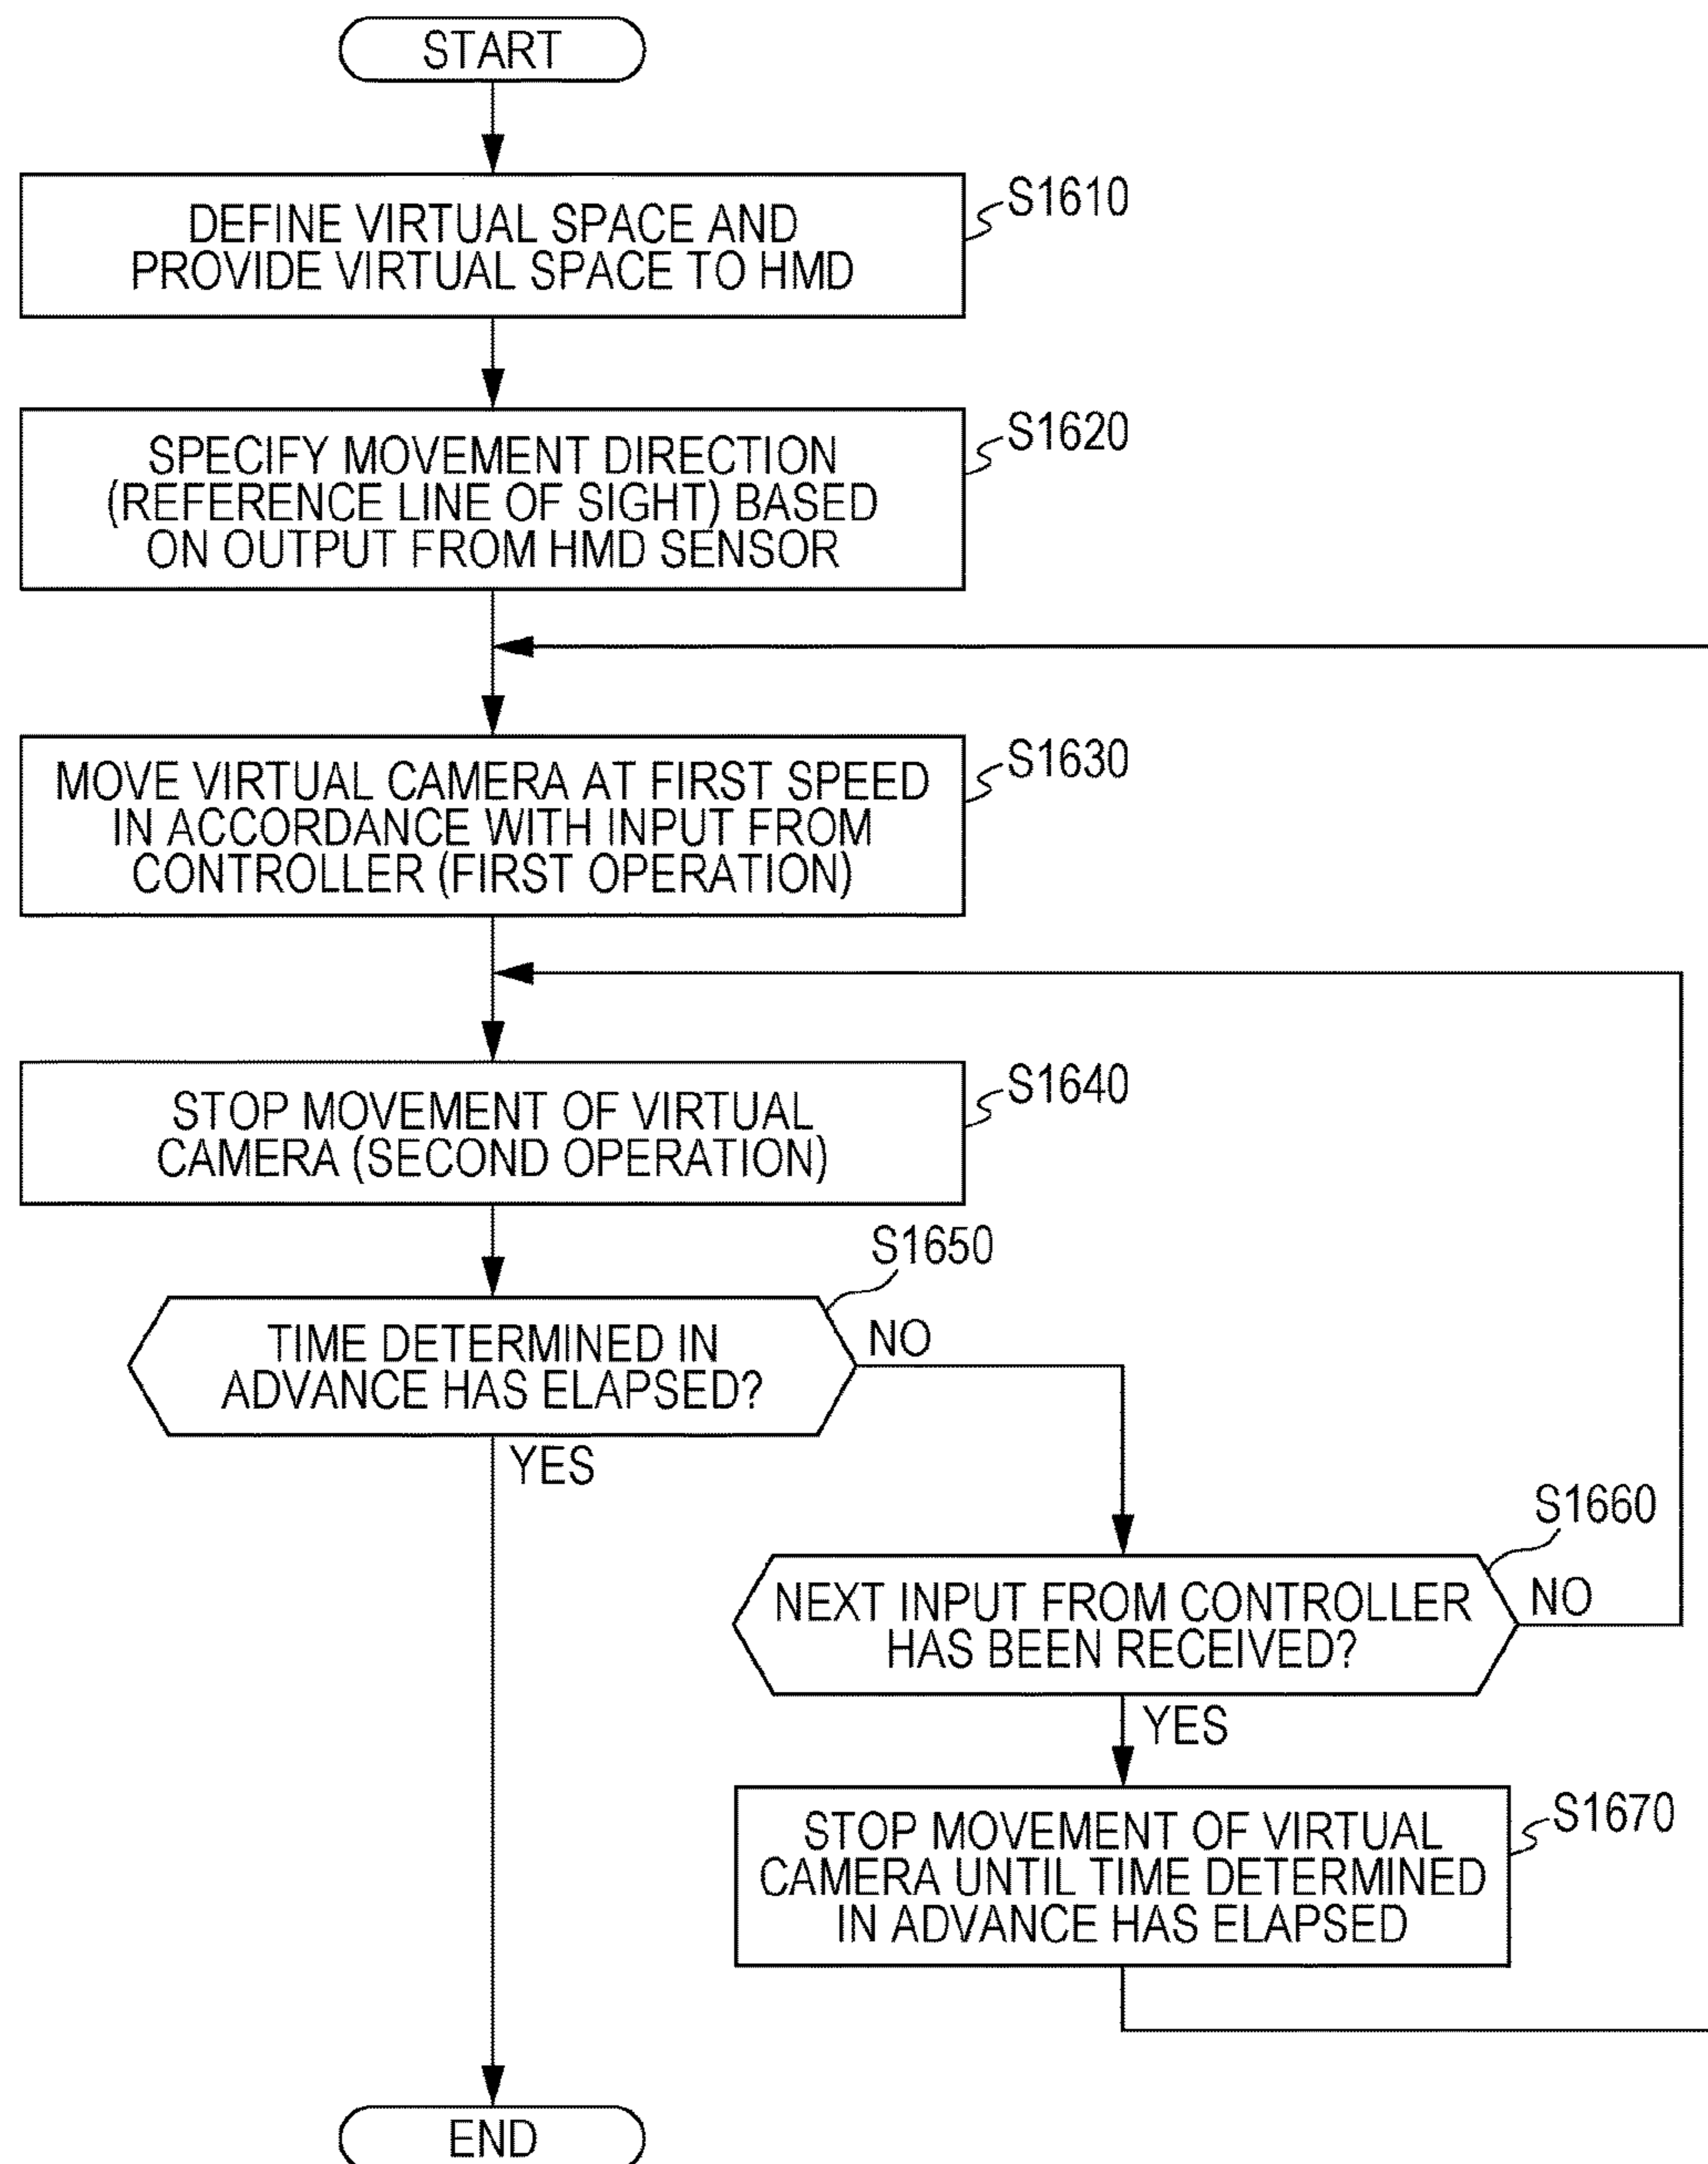 START
DEFINE VIRTUAL SPACE AND
PROVIDE VIRTUAL SPACE TO HMD
S1610
SPECIFY MOVEMENT DIRECTION
(REFERENCE LINE OF SIGHT) BASED
ON OUTPUT FROM HMD SENSOR
S1620
MOVE VIRTUAL CAMERA AT FIRST SPEED
IN ACCORDANCE WITH INPUT FROM
CONTROLLER (FIRST OPERATION)
S1630
STOP MOVEMENT OF VIRTUAL
CAMERA (SECOND OPERATION)
S1640
S1650
TIME DETERMINED IN
ADVANCE HAS ELAPSED?
NO
YES
S1660
NEXT INPUT FROM CONTROLLER
HAS BEEN RECEIVED?
NO
YES
STOP MOVEMENT OF VIRTUAL
CAMERA UNTIL TIME DETERMINED
IN ADVANCE HAS ELAPSED
S1670
END